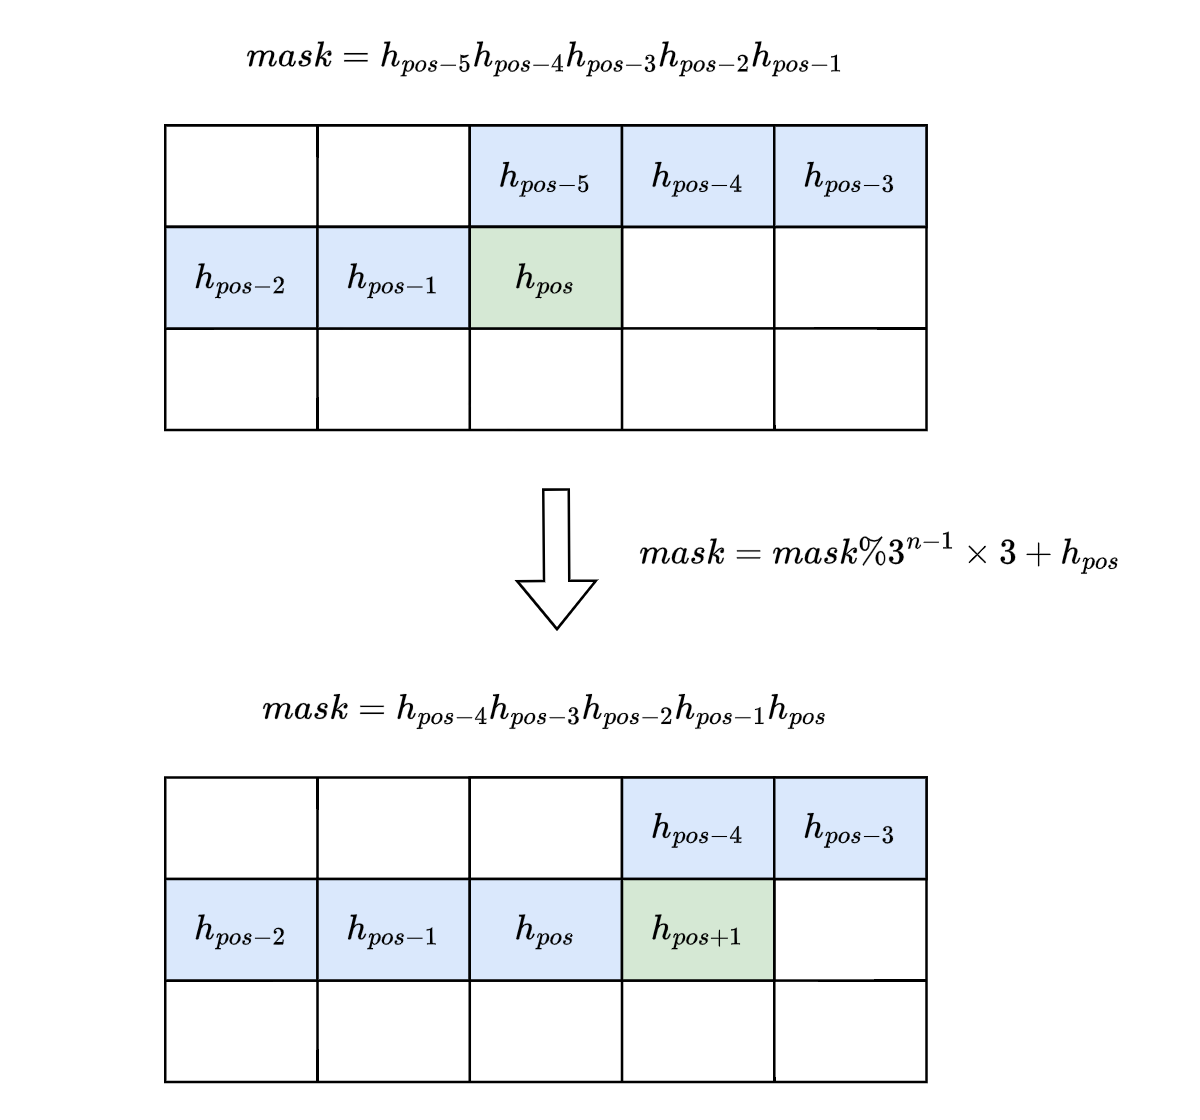 mask = h_{pos−5}h_{pos−4}h_{pos−3}h_{pos−2}h_{pos−1}
h_{pos−5} h_{pos−4} h_{pos−3}
h_{pos−2} h_{pos−1} h_{pos}
mask = mask%3^{n−1} × 3 + h_{pos}
mask = h_{pos−4}h_{pos−3}h_{pos−2}h_{pos−1}h_{pos}
h_{pos−4} h_{pos−3}
h_{pos−2} h_{pos−1} h_{pos} h_{pos+1}